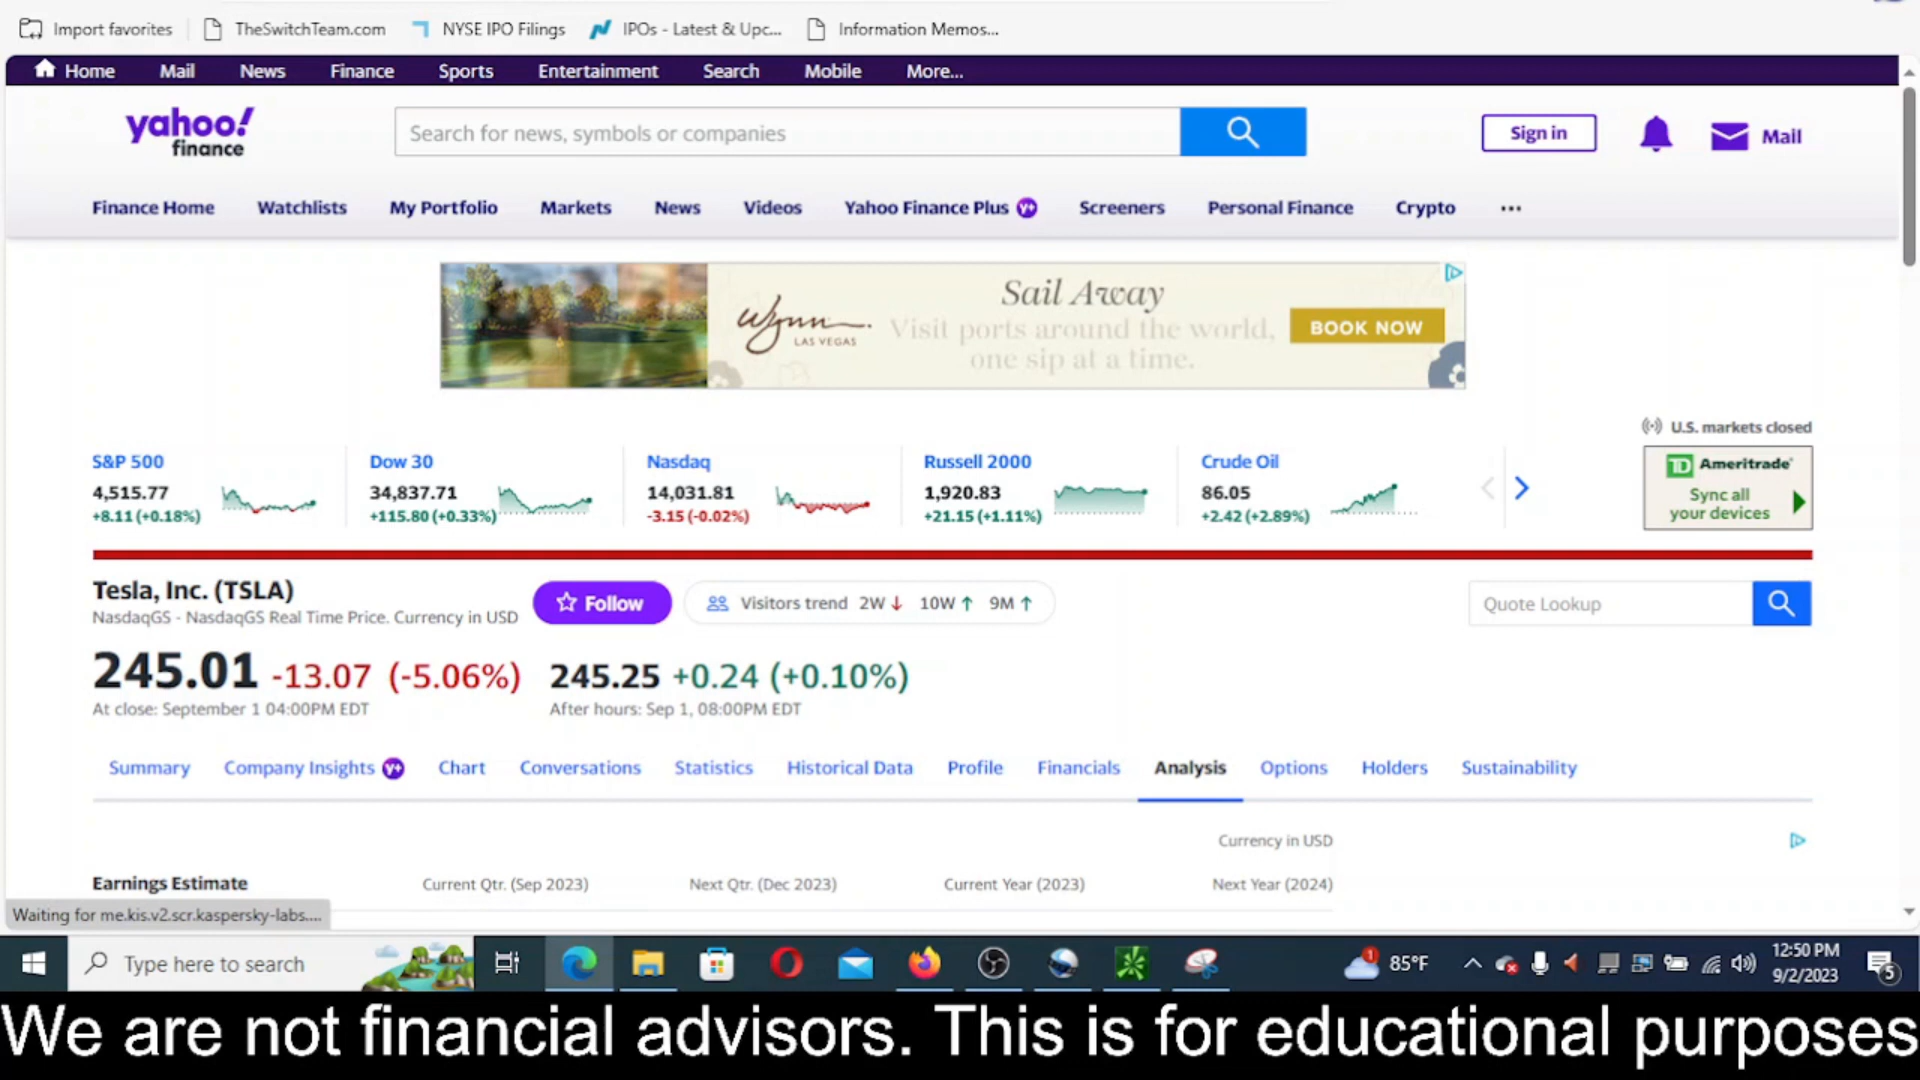 Import favorites TheSwitchTeam.com NYSE IPO Filings IPOs - Latest & Upc... Information Memos...
Home Mail News Finance Sports Entertainment Search Mobile More...
yahoo!
finance
Search for news, symbols or companies
Sign in
Mail
Finance Home Watchlists My Portfolio Markets News Videos Yahoo Finance Plus Y+ Screeners Personal Finance Crypto ...
Wynn
LAS VEGAS
Sail Away
Visit ports around the world,
one sip at a time.
BOOK NOW
U.S. markets closed
S&P 500
4,515.77
+8.11 (+0.18%)
Dow 30
34,837.71
+115.80 (+0.33%)
Nasdaq
14,031.81
-3.15 (-0.02%)
Russell 2000
1,920.83
+21.15 (+1.11%)
Crude Oil
86.05
+2.42 (+2.89%)
TD Ameritrade
Sync all
your devices
Tesla, Inc. (TSLA)
NasdaqGS - NasdaqGS Real Time Price. Currency in USD
Follow
Visitors trend 2W ↓ 10W ↑ 9M ↑
Quote Lookup
245.01 -13.07 (-5.06%)
At close: September 1 04:00PM EDT
245.25 +0.24 (+0.10%)
After hours: Sep 1, 08:00PM EDT
Summary Company Insights Y+ Chart Conversations Statistics Historical Data Profile Financials Analysis Options Holders Sustainability
Currency in USD
Earnings Estimate Current Qtr. (Sep 2023) Next Qtr. (Dec 2023) Current Year (2023) Next Year (2024)
Waiting for me.kis.v2.scr.kaspersky-labs....
Type here to search
1
85°F
12:50 PM
9/2/2023
5
We are not financial advisors. This is for educational purposes